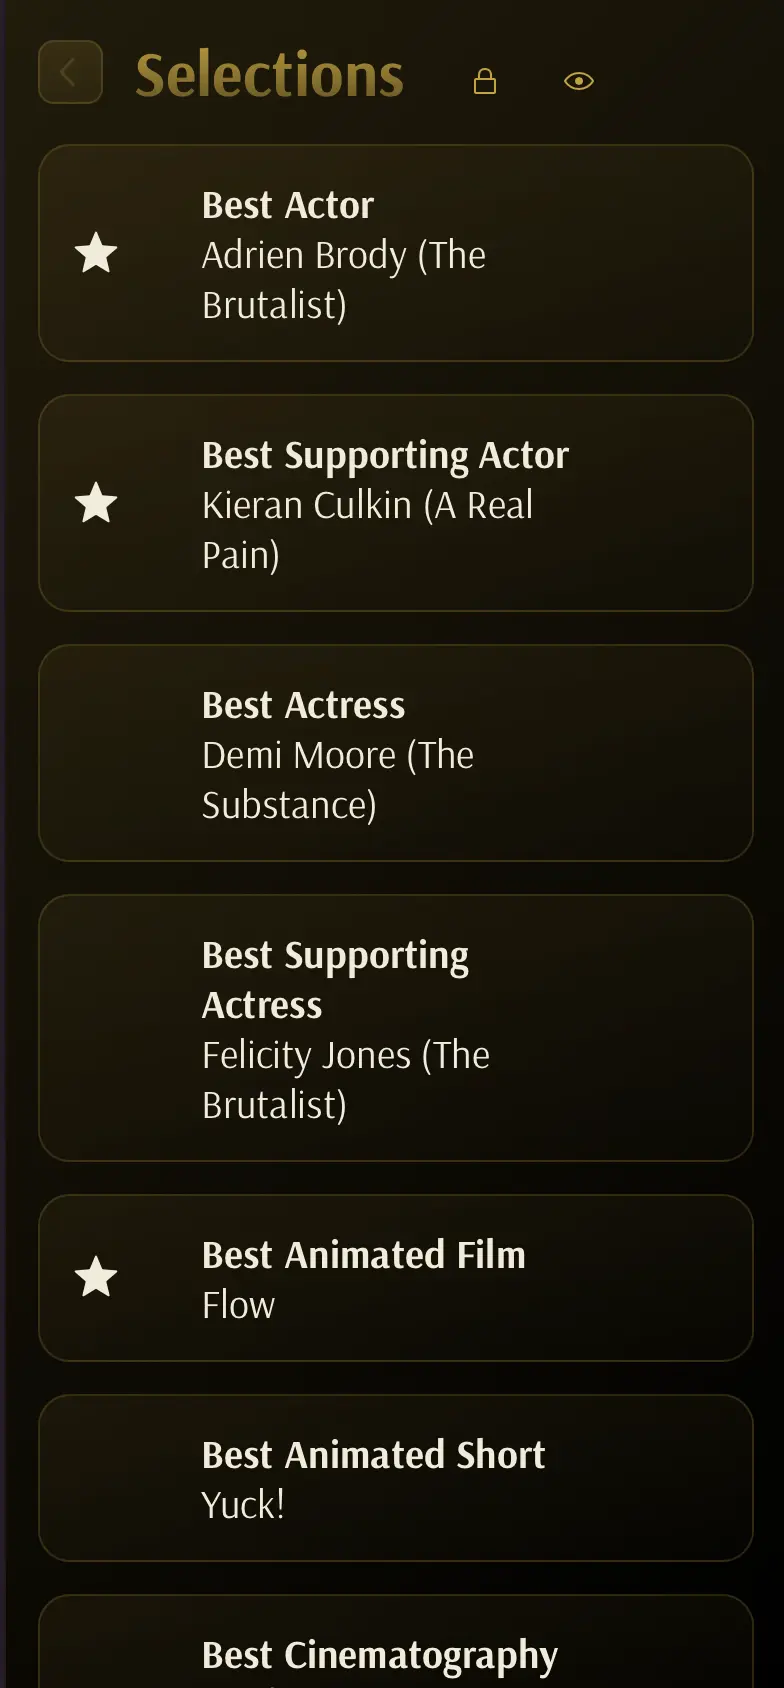 Selections
Best Actor
Adrien Brody (The
Brutalist)
Best Supporting Actor
Kieran Culkin (A Real
Pain)
Best Actress
Demi Moore (The
Substance)
Best Supporting
Actress
Felicity Jones (The
Brutalist)
Best Animated Film
Flow
Best Animated Short
Yuck!
Best Cinematography